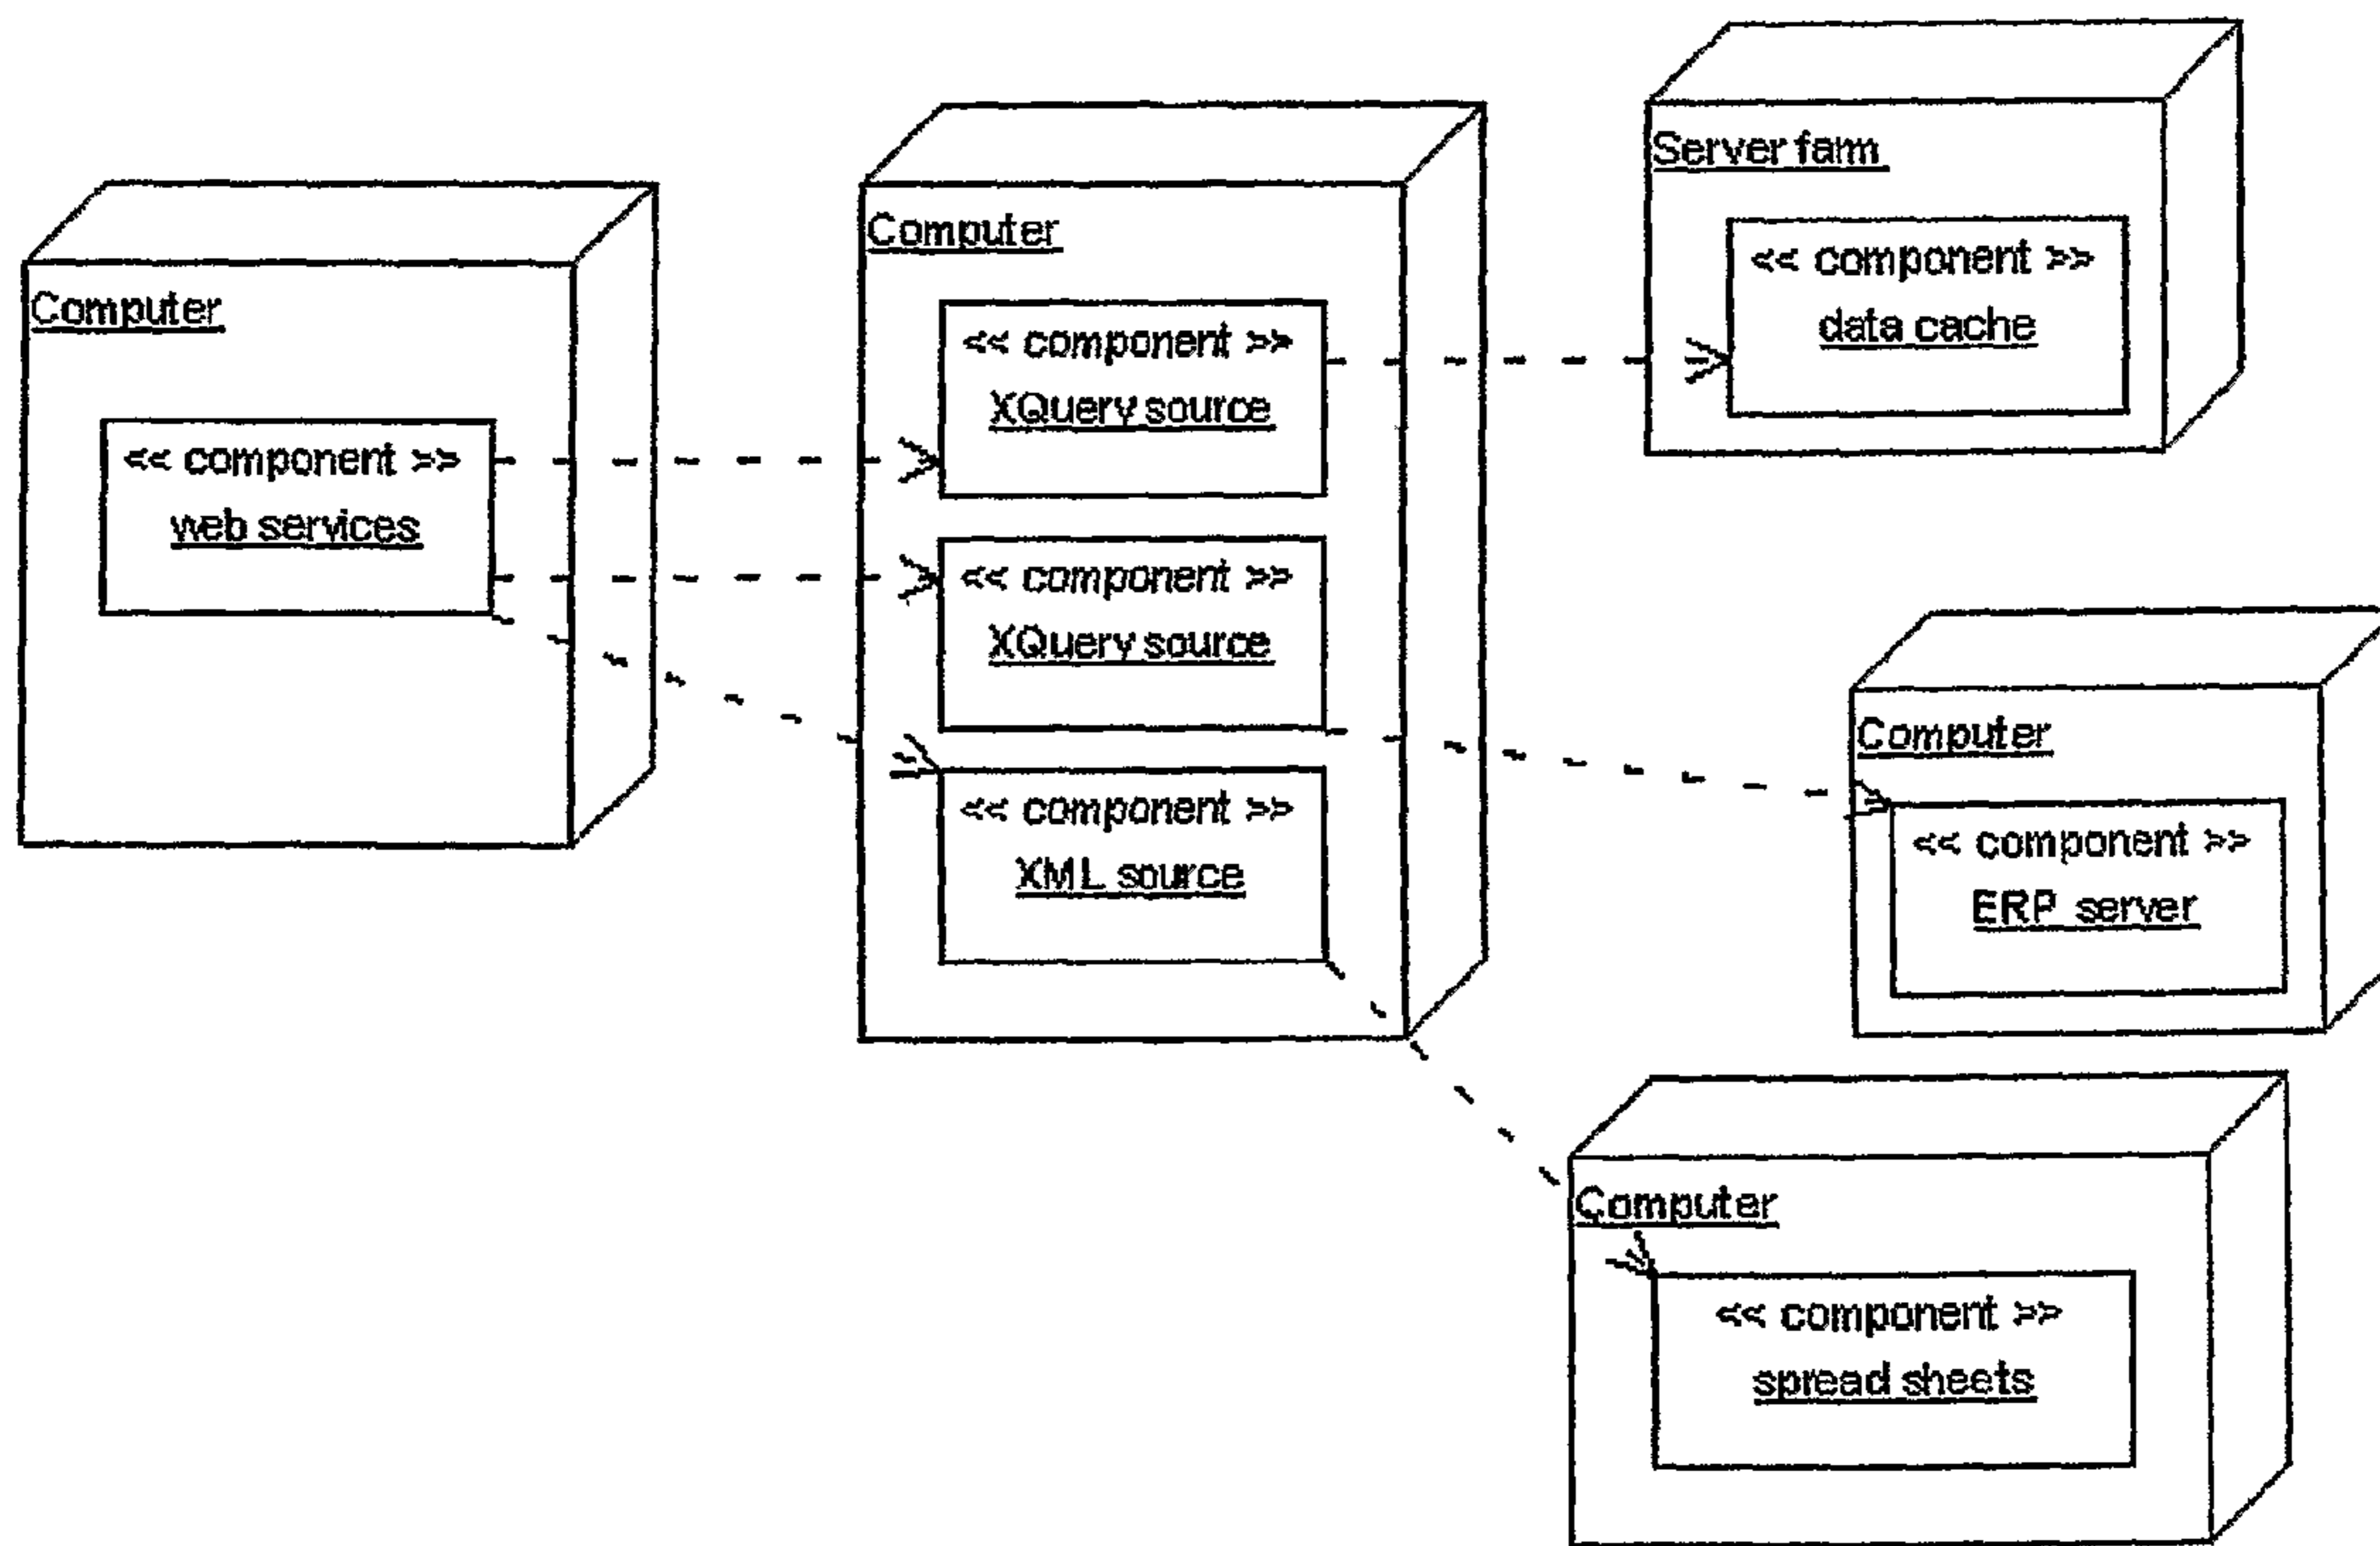 Computer
<< component >>
web services
Computer
<< component >>
XQuery source
<< component >>
XQuery source
<< component >>
XML source
Server farm
<< component >>
data cache
Computer
<< component >>
ERP server
Computer
<< component >>
spread sheets